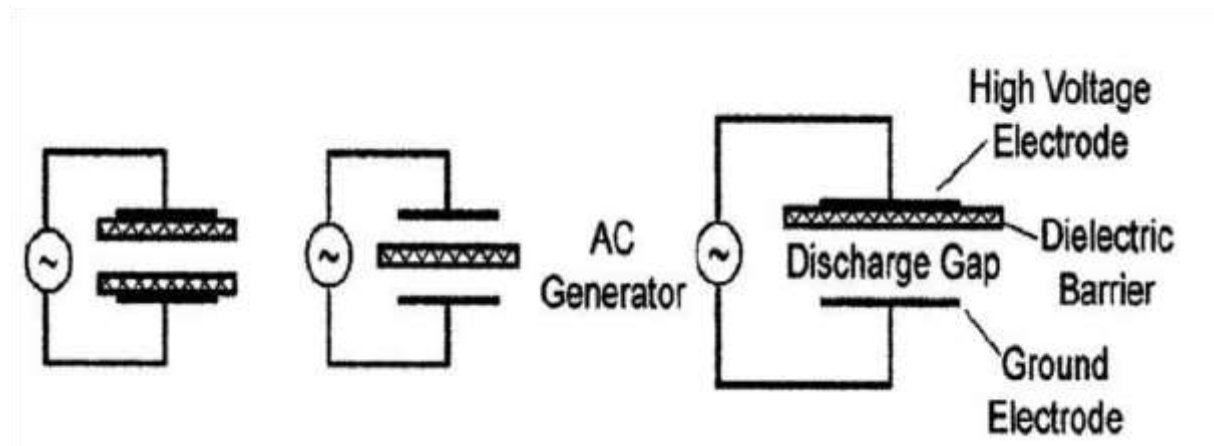 High Voltage
Electrode
AC
Generator
Discharge Gap
Dielectric
Barrier
Ground
Electrode